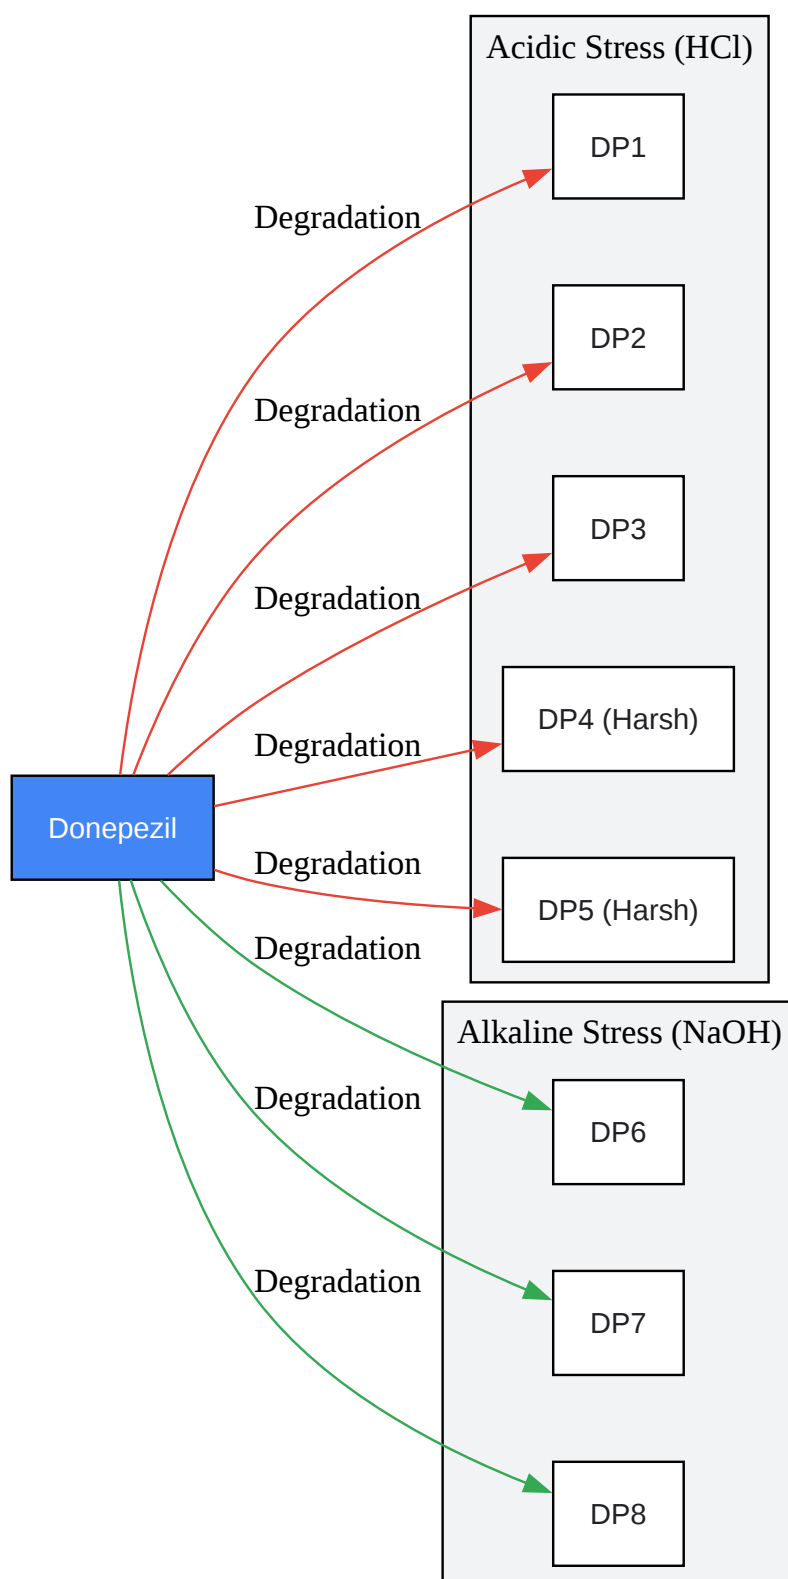 Acidic Stress (HCl)
DP1
Degradation
DP2
Degradation
DP3
Degradation
DP4 (Harsh)
Degradation
Donepezil
Degradation
DP5 (Harsh)
Degradation
Alkaline Stress (NaOH)
Degradation
DP6
Degradation
DP7
DP8